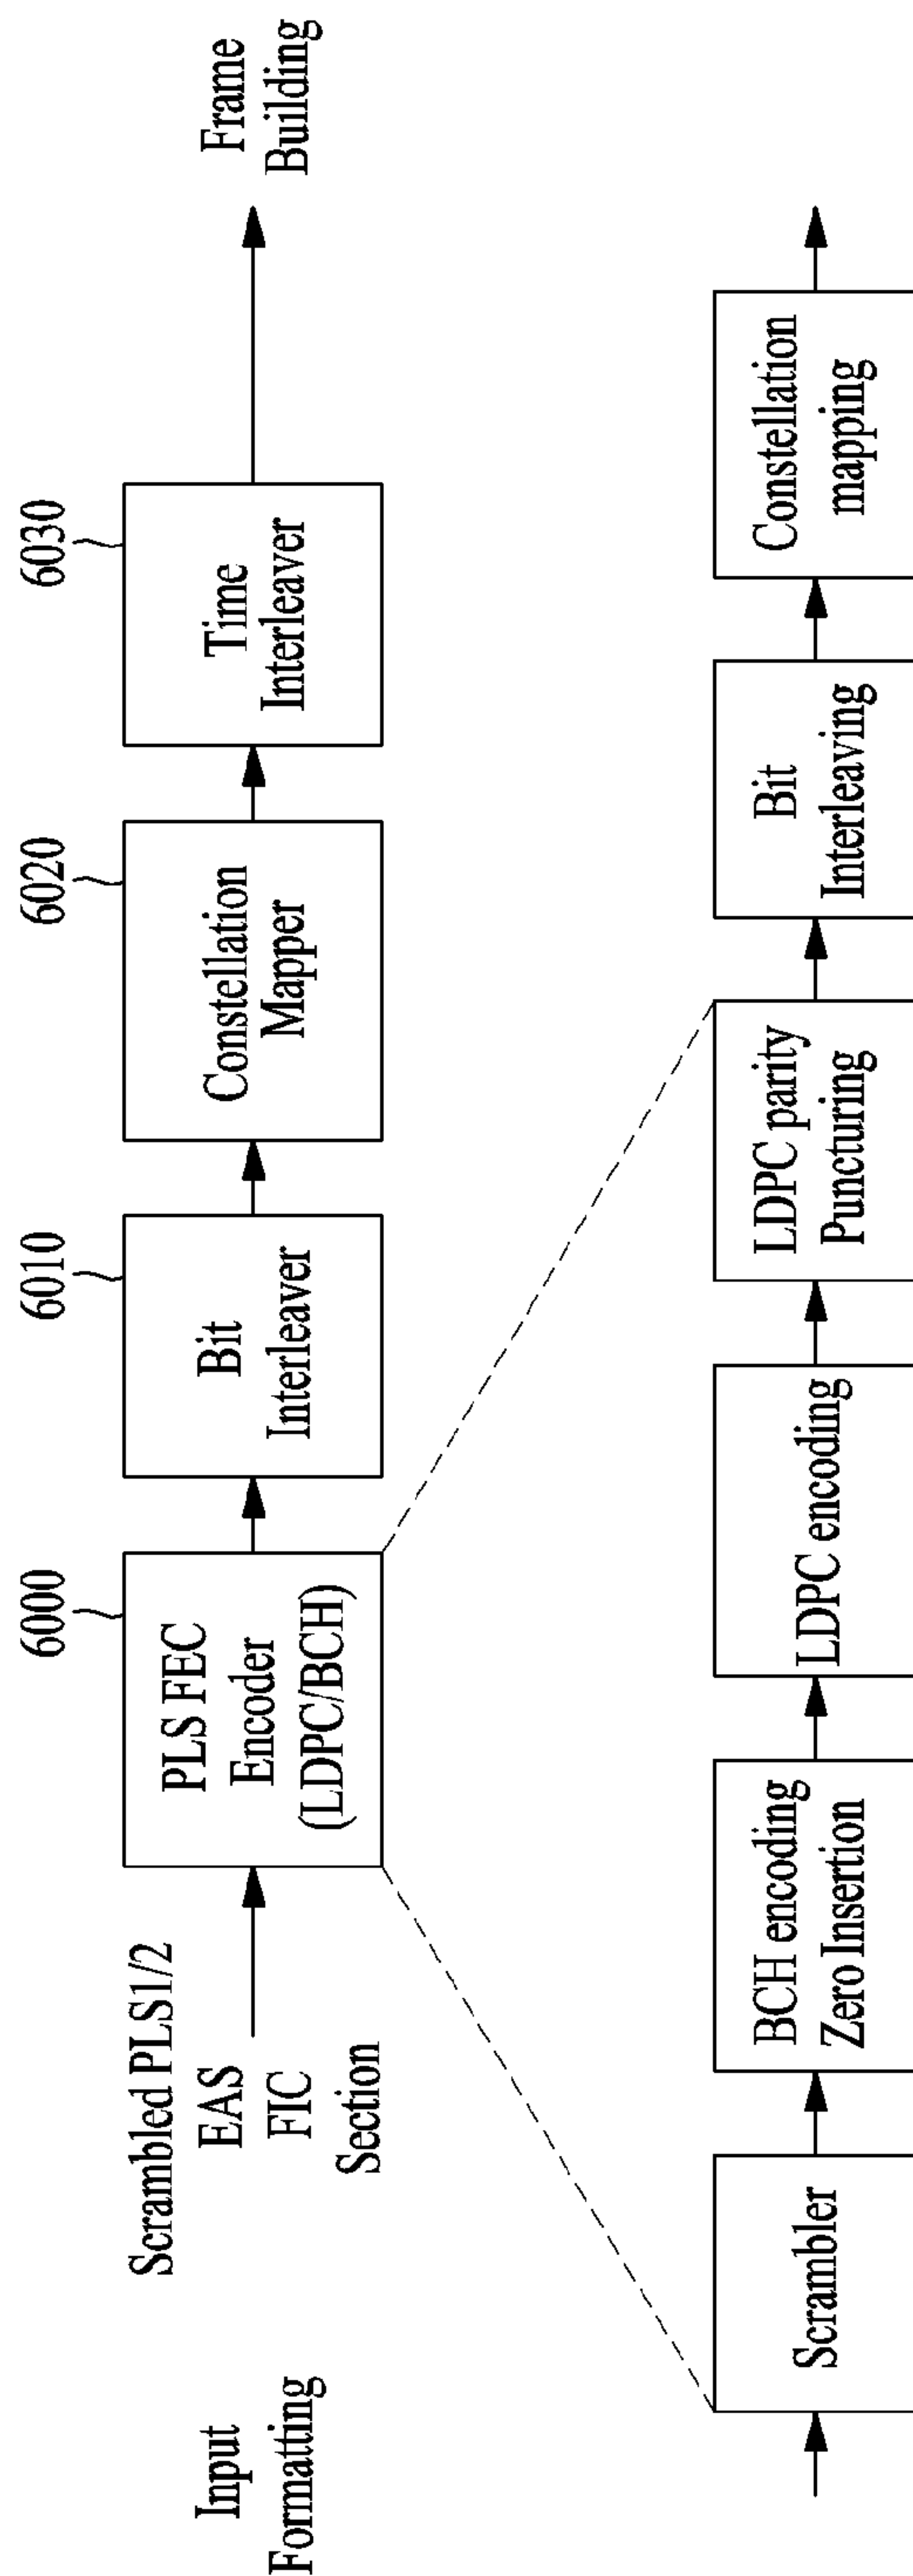 Input
Formatting
Scrambled PLS1/2
EAS
FIC
Section
6000
PLS FEC
Encoder
(LDPC/BCH)
6010
Bit
Interleaver
6020
Constellation
Mapper
6030
Time
Interleaver
Frame
Building
Scrambler
BCH encoding
Zero Insertion
LDPC encoding
LDPC parity
Puncturing
Bit
Interleaving
Constellation
mapping